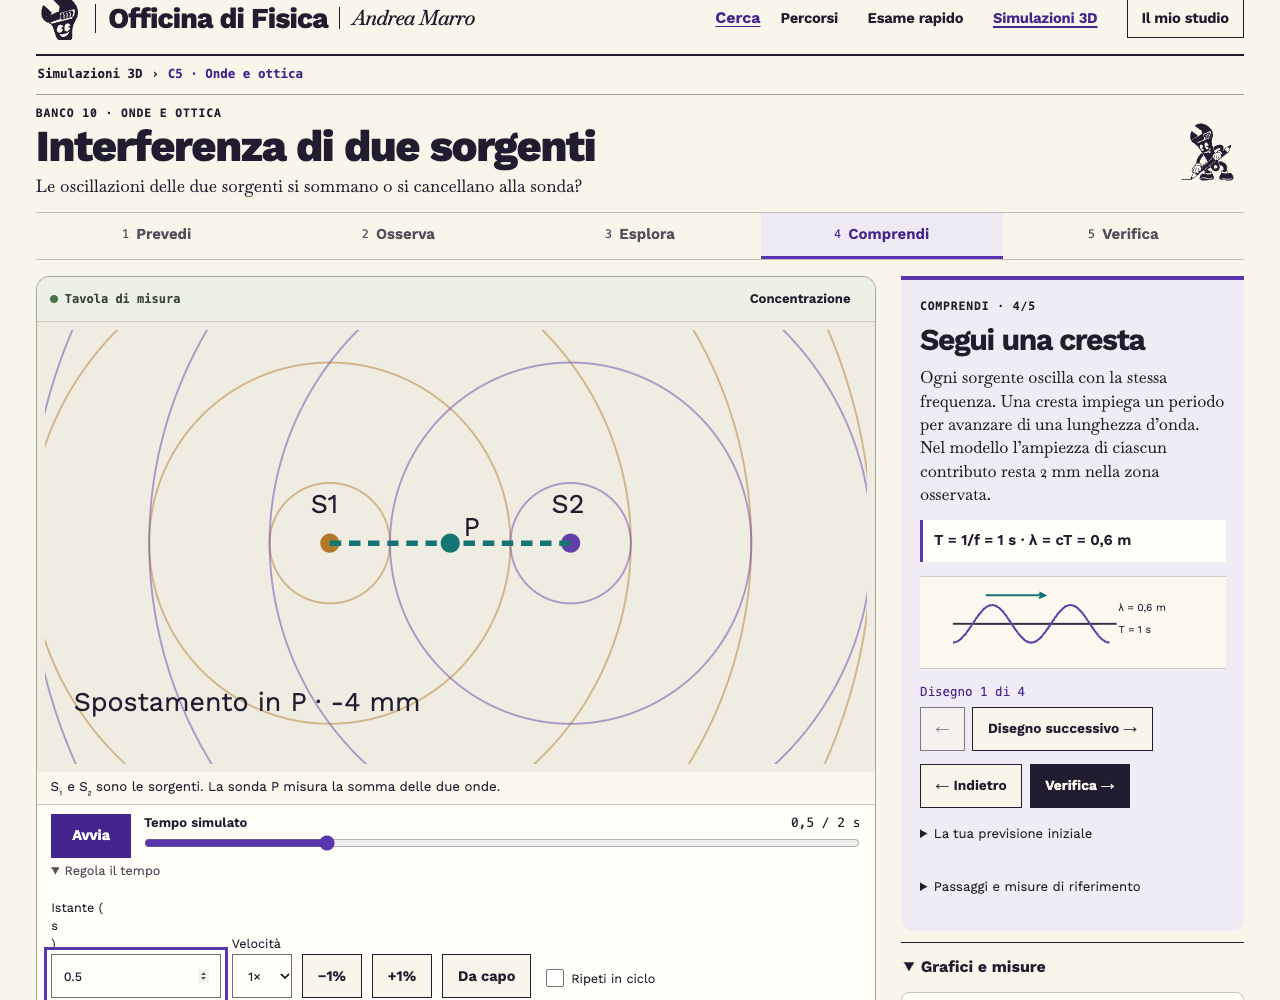 Officina di Fisica
Andrea Marro
Cerca
Percorsi
Esame rapido
Simulazioni 3D
Il mio studio
Simulazioni 3D › C5 · Onde e ottica
BANCO 10 · ONDE E OTTICA
Interferenza di due sorgenti
Le oscillazioni delle due sorgenti si sommano o si cancellano alla sonda?
1 Prevedi
2 Osserva
3 Esplora
4 Comprendi
5 Verifica
Tavola di misura
Concentrazione
S1
S2
P
Spostamento in P · -4 mm
S₁ e S₂ sono le sorgenti. La sonda P misura la somma delle due onde.
Avvia
Tempo simulato
0,5 / 2 s
▼ Regola il tempo
Istante (
s
)
Velocità
0.5
1×
−1%
+1%
Da capo
Ripeti in ciclo
COMPRENDI · 4/5
Segui una cresta
Ogni sorgente oscilla con la stessa
frequenza. Una cresta impiega un periodo
per avanzare di una lunghezza d’onda.
Nel modello l’ampiezza di ciascun
contributo resta 2 mm nella zona
osservata.
T = 1/f = 1 s · λ = cT = 0,6 m
λ = 0,6 m
T = 1 s
Disegno 1 di 4
←
Disegno successivo →
← Indietro
Verifica →
▶ La tua previsione iniziale
▶ Passaggi e misure di riferimento
▼ Grafici e misure